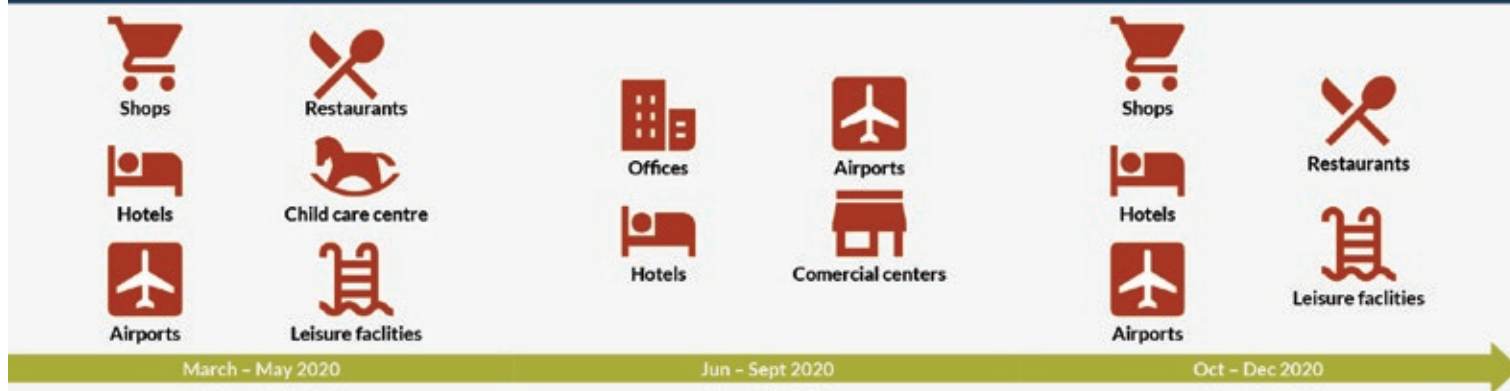 Shops
Restaurants
Hotels
Child care centre
Airports
Leisure faclities
Offices
Airports
Hotels
Comercial centers
Shops
Restaurants
Hotels
Leisure faclities
Airports
March – May 2020
Jun – Sept 2020
Oct – Dec 2020